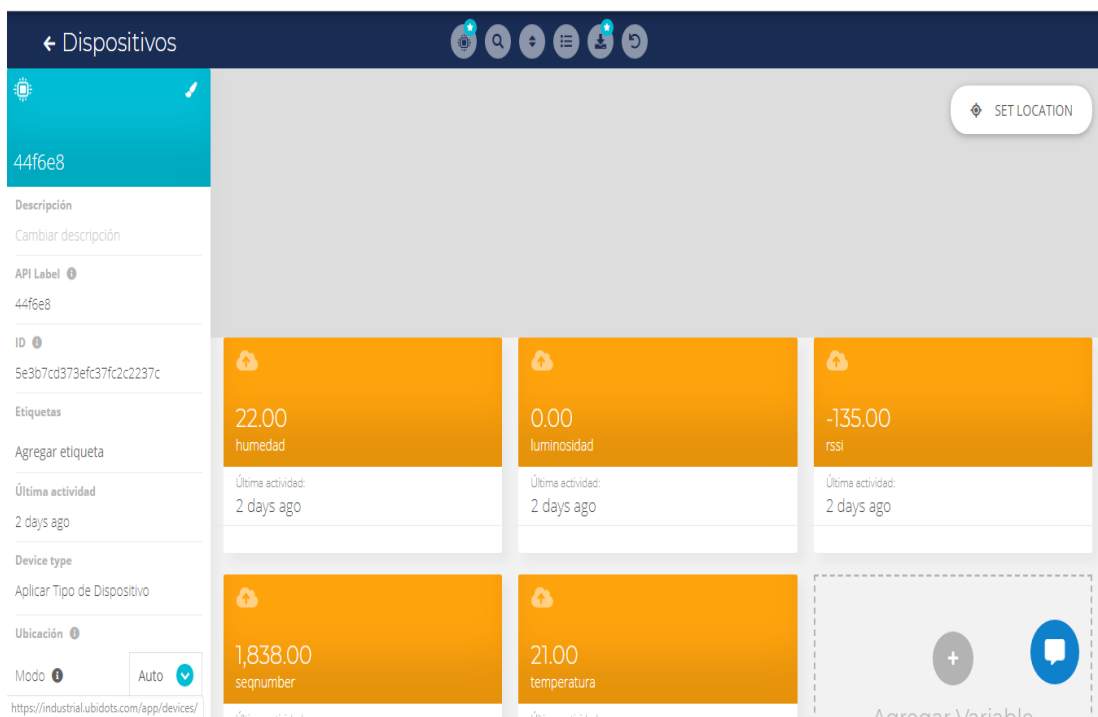 Dispositivos
SET LOCATION
44f6e8
Descripción
Cambiar descripción
API Label
44f6e8
ID
5e3b7cd373efc37fc2c2237c
Etiquetas
Agregar etiqueta
Última actividad
2 days ago
Device type
Aplicar Tipo de Dispositivo
Ubicación
Modo Auto
https://industrial.ubidots.com/app/devices/
22.00
humedad
Última actividad:
2 days ago
0.00
luminosidad
Última actividad:
2 days ago
-135.00
rssi
Última actividad:
2 days ago
1,838.00
seqnumber
21.00
temperatura
Agregar Variable